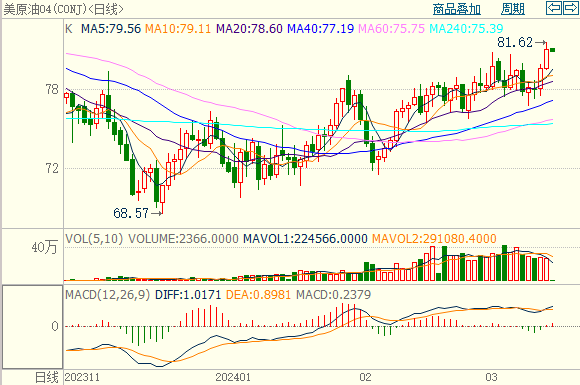 美原油04(CONJ)<日线> 商品叠加 周期
K MA5:79.56 MA10:79.11 MA20:78.60 MA40:77.19 MA60:75.75 MA240:75.39
81.62→
78
72
68.57→
VOL(5,10) VOLUME:2366.0000 MAVOL1:224566.0000 MAVOL2:291080.4000
40万
MACD(12,26,9) DIFF:1.0171 DEA:0.8981 MACD:0.2379
0
日线 202311 202401 02 03